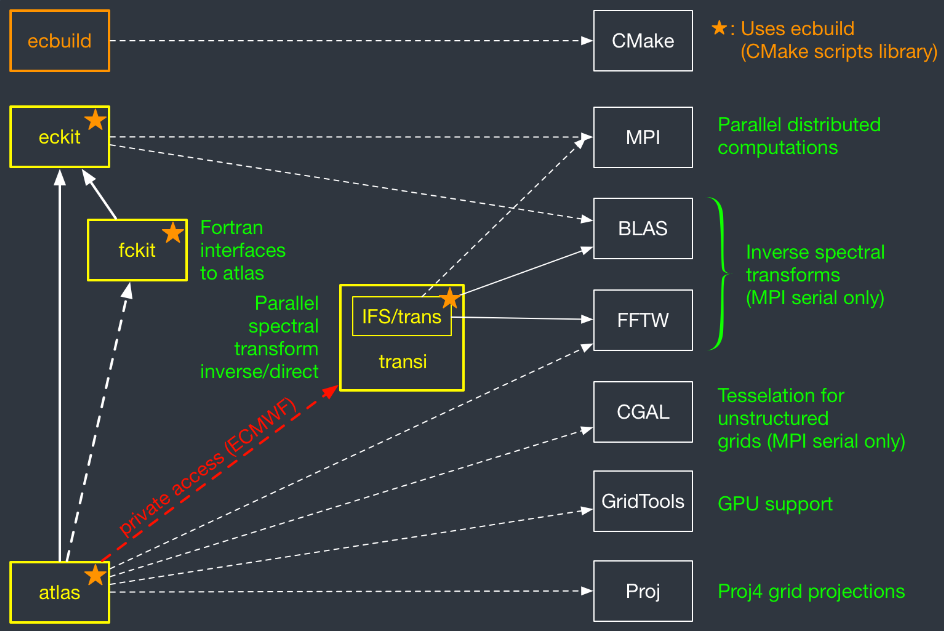 ecbuild
CMake
★: Uses ecbuild
(CMake scripts library)
eckit
MPI
Parallel distributed
computations
BLAS
fckit
Fortran
interfaces
to atlas
Inverse spectral
transforms
(MPI serial only)
Parallel
spectral
transform
inverse/direct
IFS/trans
transi
FFTW
CGAL
Tesselation for
unstructured
grids (MPI serial only)
private access (ECMWF)
GridTools
GPU support
atlas
Proj
Proj4 grid projections